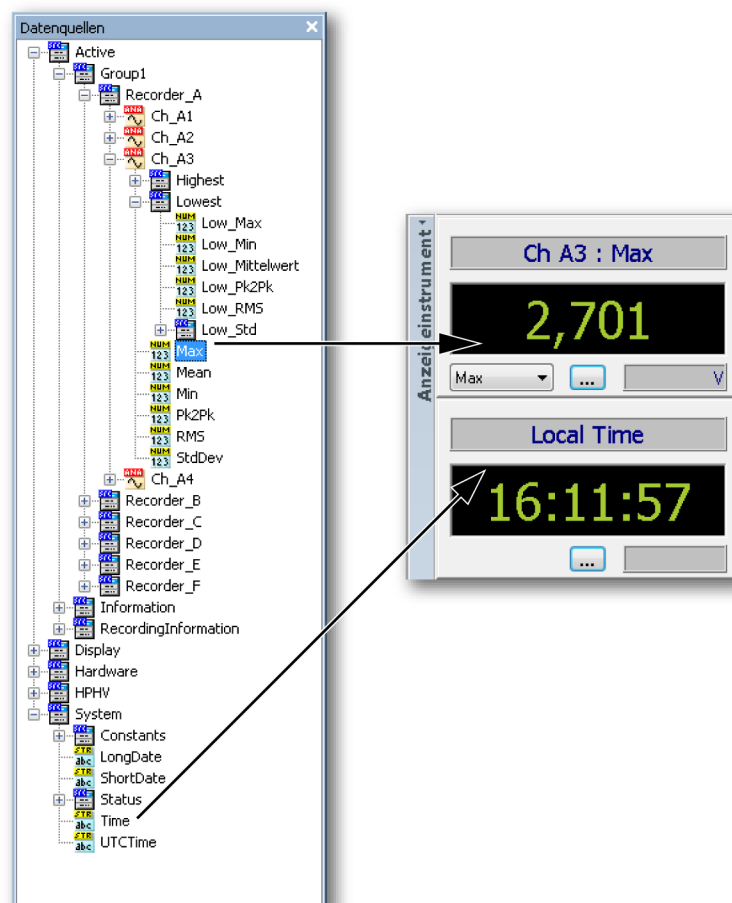 Datenquellen
Active
Group1
Recorder_A
Ch_A1
Ch_A2
Ch_A3
Highest
Lowest
Low_Max
Low_Min
Low_Mittelwert
Low_Pk2Pk
Low_RMS
Low_Std
Max
Mean
Min
Pk2Pk
RMS
StdDev
Ch_A4
Recorder_B
Recorder_C
Recorder_D
Recorder_E
Recorder_F
Information
RecordingInformation
Display
Hardware
HPHV
System
Constants
LongDate
ShortDate
Status
Time
UTCTime
Anzeigeinstrument
Ch A3 : Max
2,701
Max ... V
Local Time
16:11:57
...